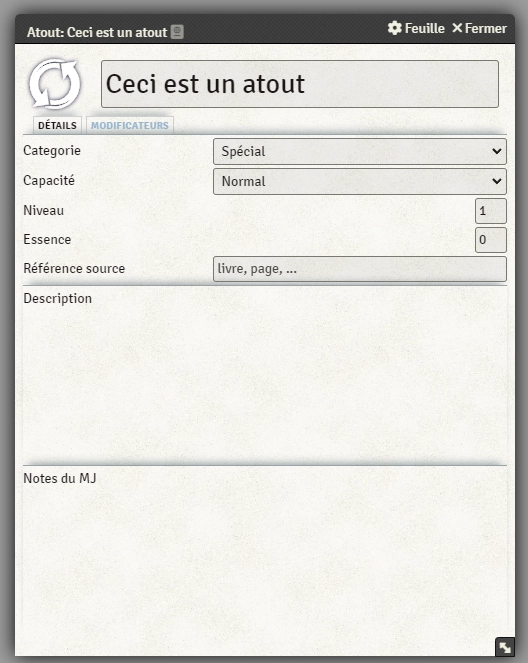 Atout: Ceci est un atout
Feuille
Fermer
Ceci est un atout
DÉTAILS
MODIFICATEURS
Categorie
Spécial
Capacité
Normal
Niveau
1
Essence
0
Référence source
livre, page, ...
Description
Notes du MJ